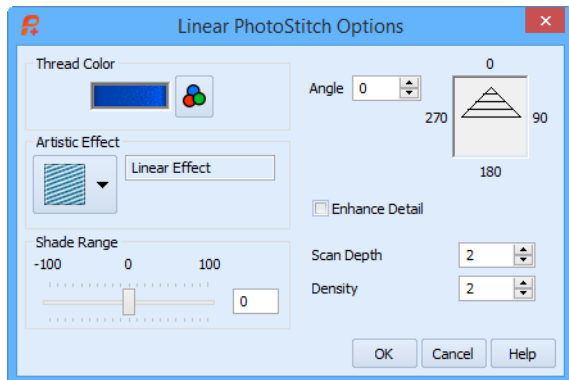 Linear PhotoStitch Options
Thread Color
Artistic Effect
Linear Effect
Shade Range
-100 0 100
0
Angle 0
0
270 90
180
Enhance Detail
Scan Depth 2
Density 2
OK Cancel Help